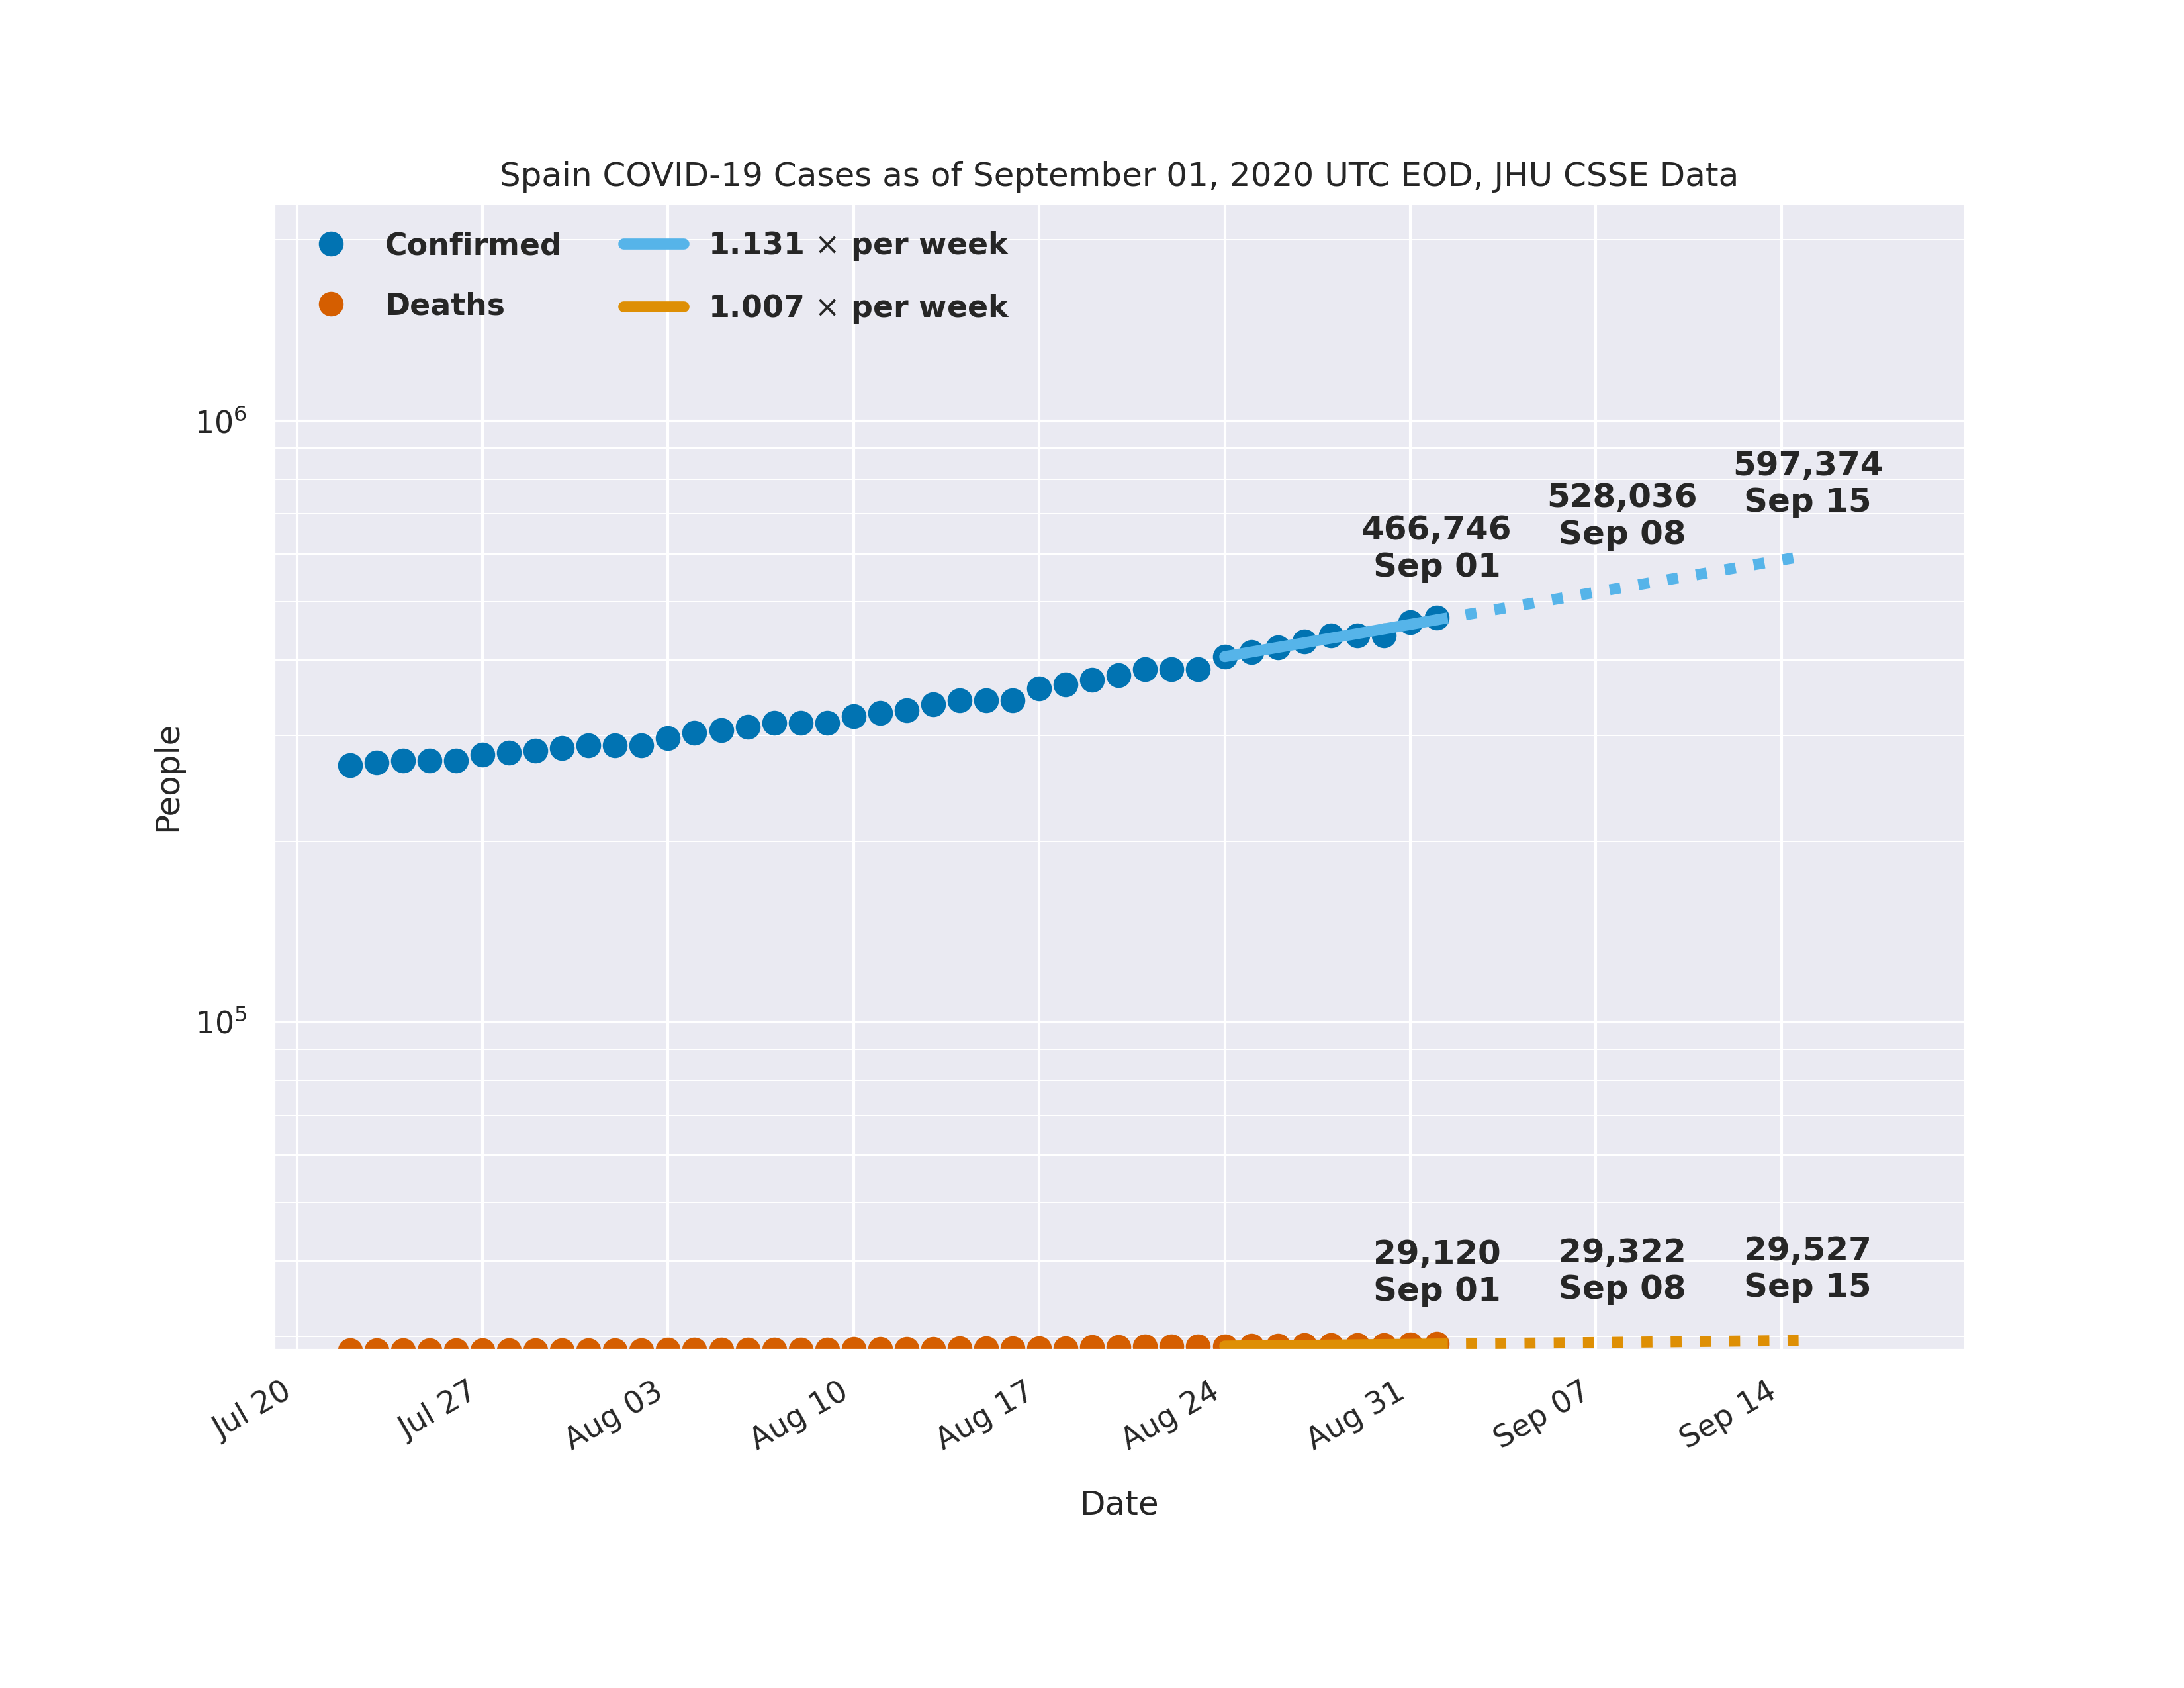 Spain COVID-19 Cases as of September 01, 2020 UTC EOD, JHU CSSE Data
Confirmed
Deaths
1.131 × per week
1.007 × per week
People
10⁶
10⁵
597,374
Sep 15
528,036
Sep 08
466,746
Sep 01
29,120
Sep 01
29,322
Sep 08
29,527
Sep 15
Jul 20
Jul 27
Aug 03
Aug 10
Aug 17
Aug 24
Aug 31
Sep 07
Sep 14
Date